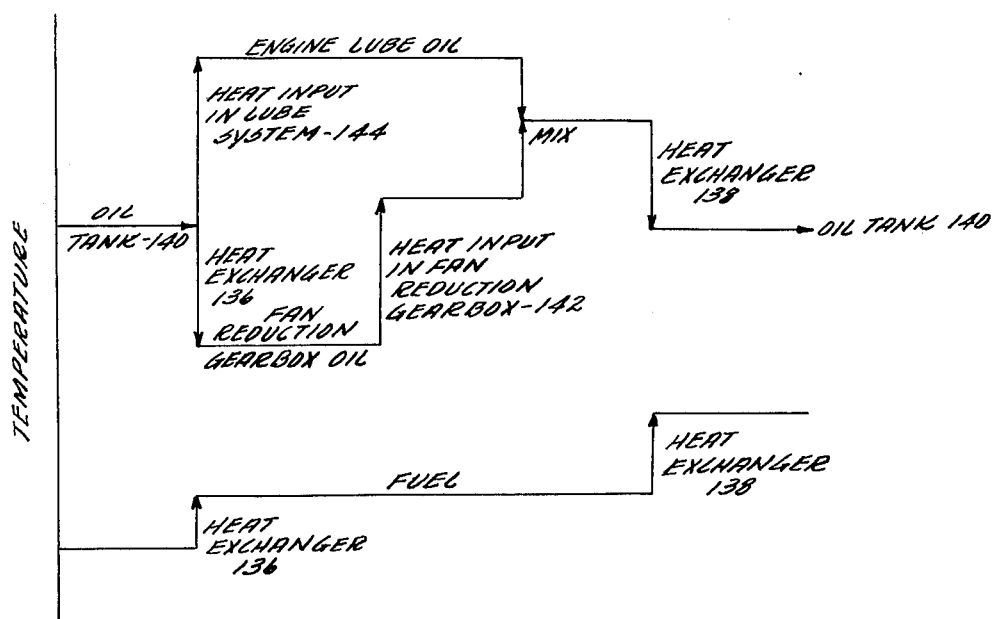 ENGINE LUBE OIL
HEAT INPUT
IN LUBE
SYSTEM-144
MIX
HEAT
EXCHANGER
138
OIL
TANK-140
OIL TANK 140
HEAT
EXCHANGER
136
HEAT INPUT
IN FAN
REDUCTION
GEARBOX-142
FAN
REDUCTION
GEARBOX OIL
TEMPERATURE
FUEL
HEAT
EXCHANGER
138
HEAT
EXCHANGER
136